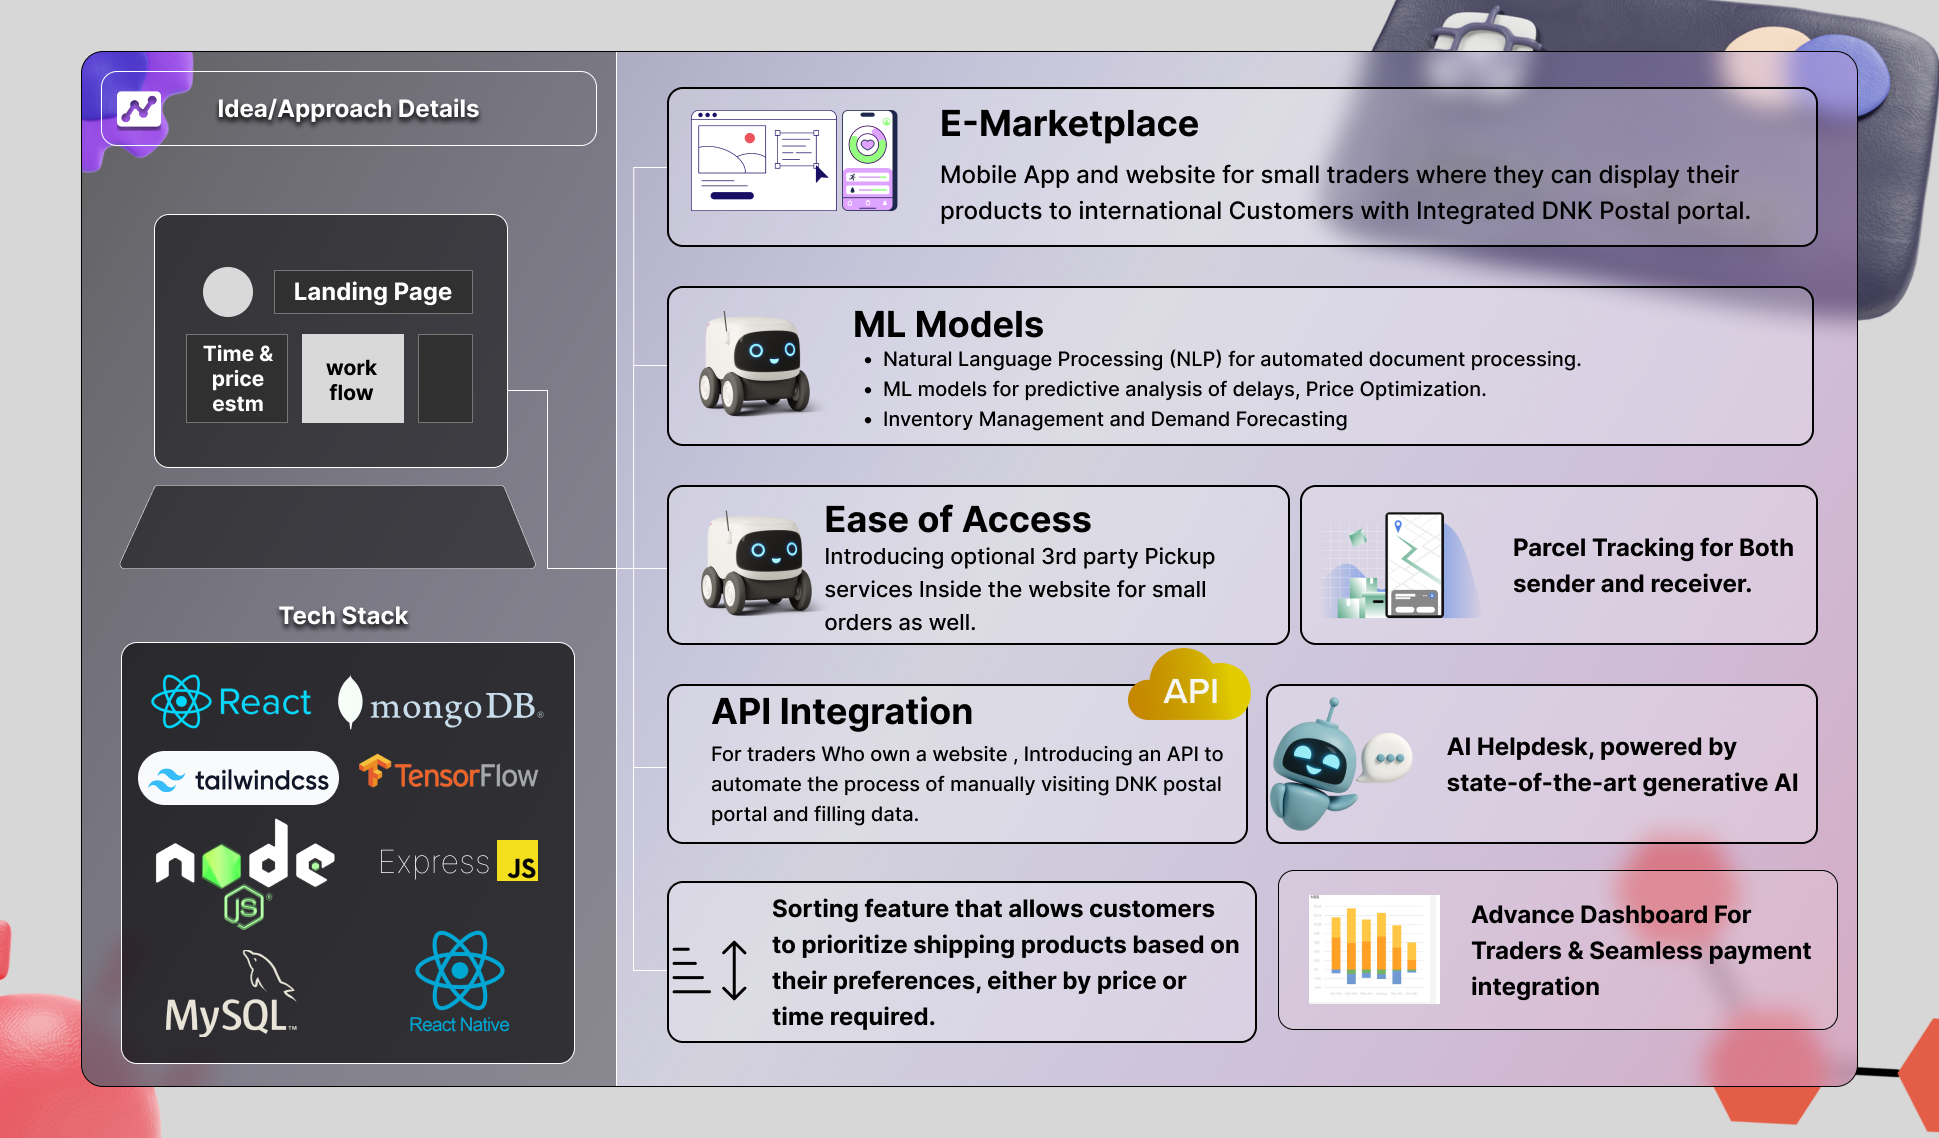 Idea/Approach Details
Landing Page
Time &
price
estm
work
flow
Tech Stack
React
mongoDB®
tailwindcss
TensorFlow
node
JS®
Express JS
MySQL™
React Native
E-Marketplace
Mobile App and website for small traders where they can display their
products to international Customers with Integrated DNK Postal portal.
ML Models
• Natural Language Processing (NLP) for automated document processing.
• ML models for predictive analysis of delays, Price Optimization.
• Inventory Management and Demand Forecasting
Ease of Access
Introducing optional 3rd party Pickup
services Inside the website for small
orders as well.
Parcel Tracking for Both
sender and receiver.
API
API Integration
For traders Who own a website , Introducing an API to
automate the process of manually visiting DNK postal
portal and filling data.
AI Helpdesk, powered by
state-of-the-art generative AI
Sorting feature that allows customers
to prioritize shipping products based on
their preferences, either by price or
time required.
Advance Dashboard For
Traders & Seamless payment
integration